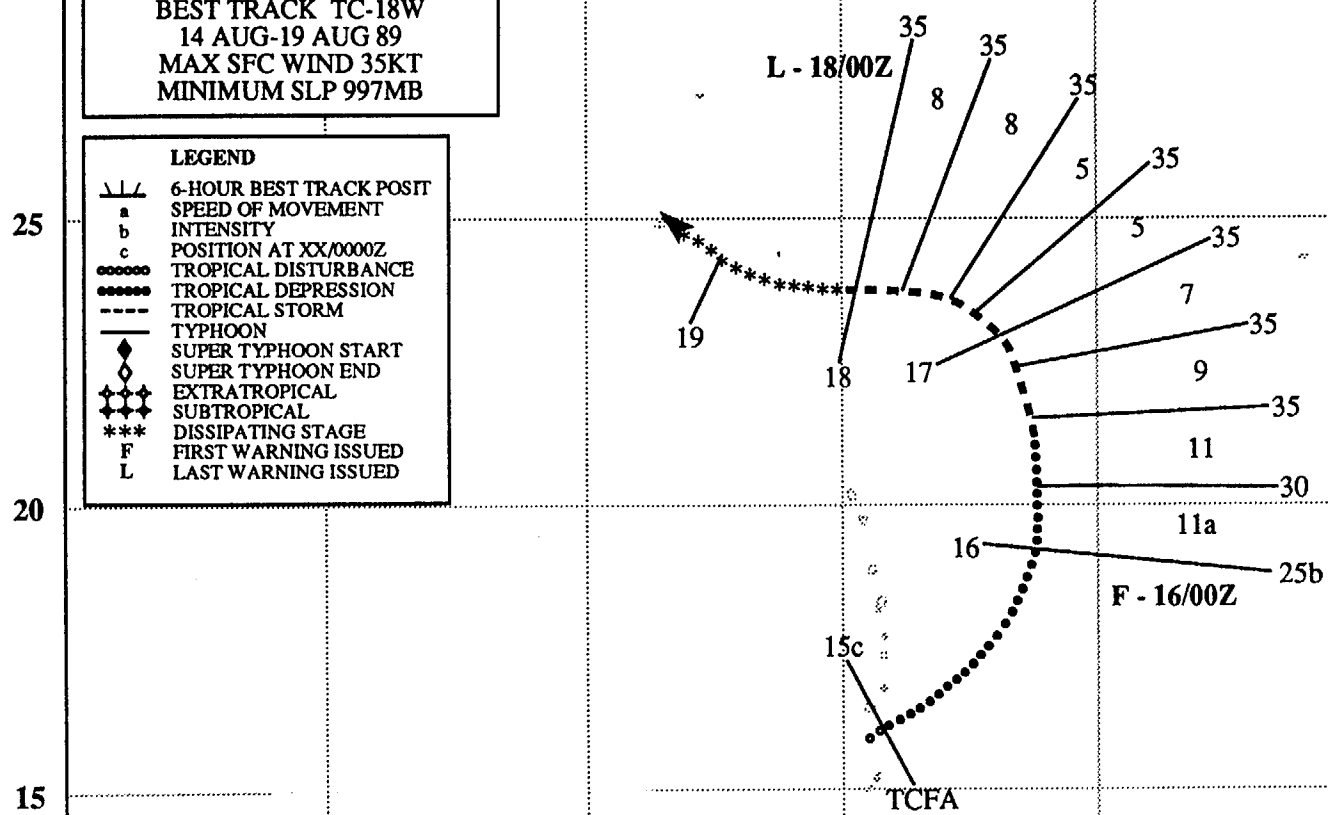 BEST TRACK TC-18W
14 AUG-19 AUG 89
MAX SFC WIND 35KT
MINIMUM SLP 997MB
LEGEND
6-HOUR BEST TRACK POSIT
a SPEED OF MOVEMENT
b INTENSITY
c POSITION AT XX/0000Z
TROPICAL DISTURBANCE
TROPICAL DEPRESSION
TROPICAL STORM
TYPHOON
SUPER TYPHOON START
SUPER TYPHOON END
EXTRATROPICAL
SUBTROPICAL
*** DISSIPATING STAGE
F FIRST WARNING ISSUED
L LAST WARNING ISSUED
25
20
15
L - 18/00Z
35
8
35
8
35
5
35
5
35
7
35
9
35
11
30
11a
25b
F - 16/00Z
19
18
17
16
15c
TCFA